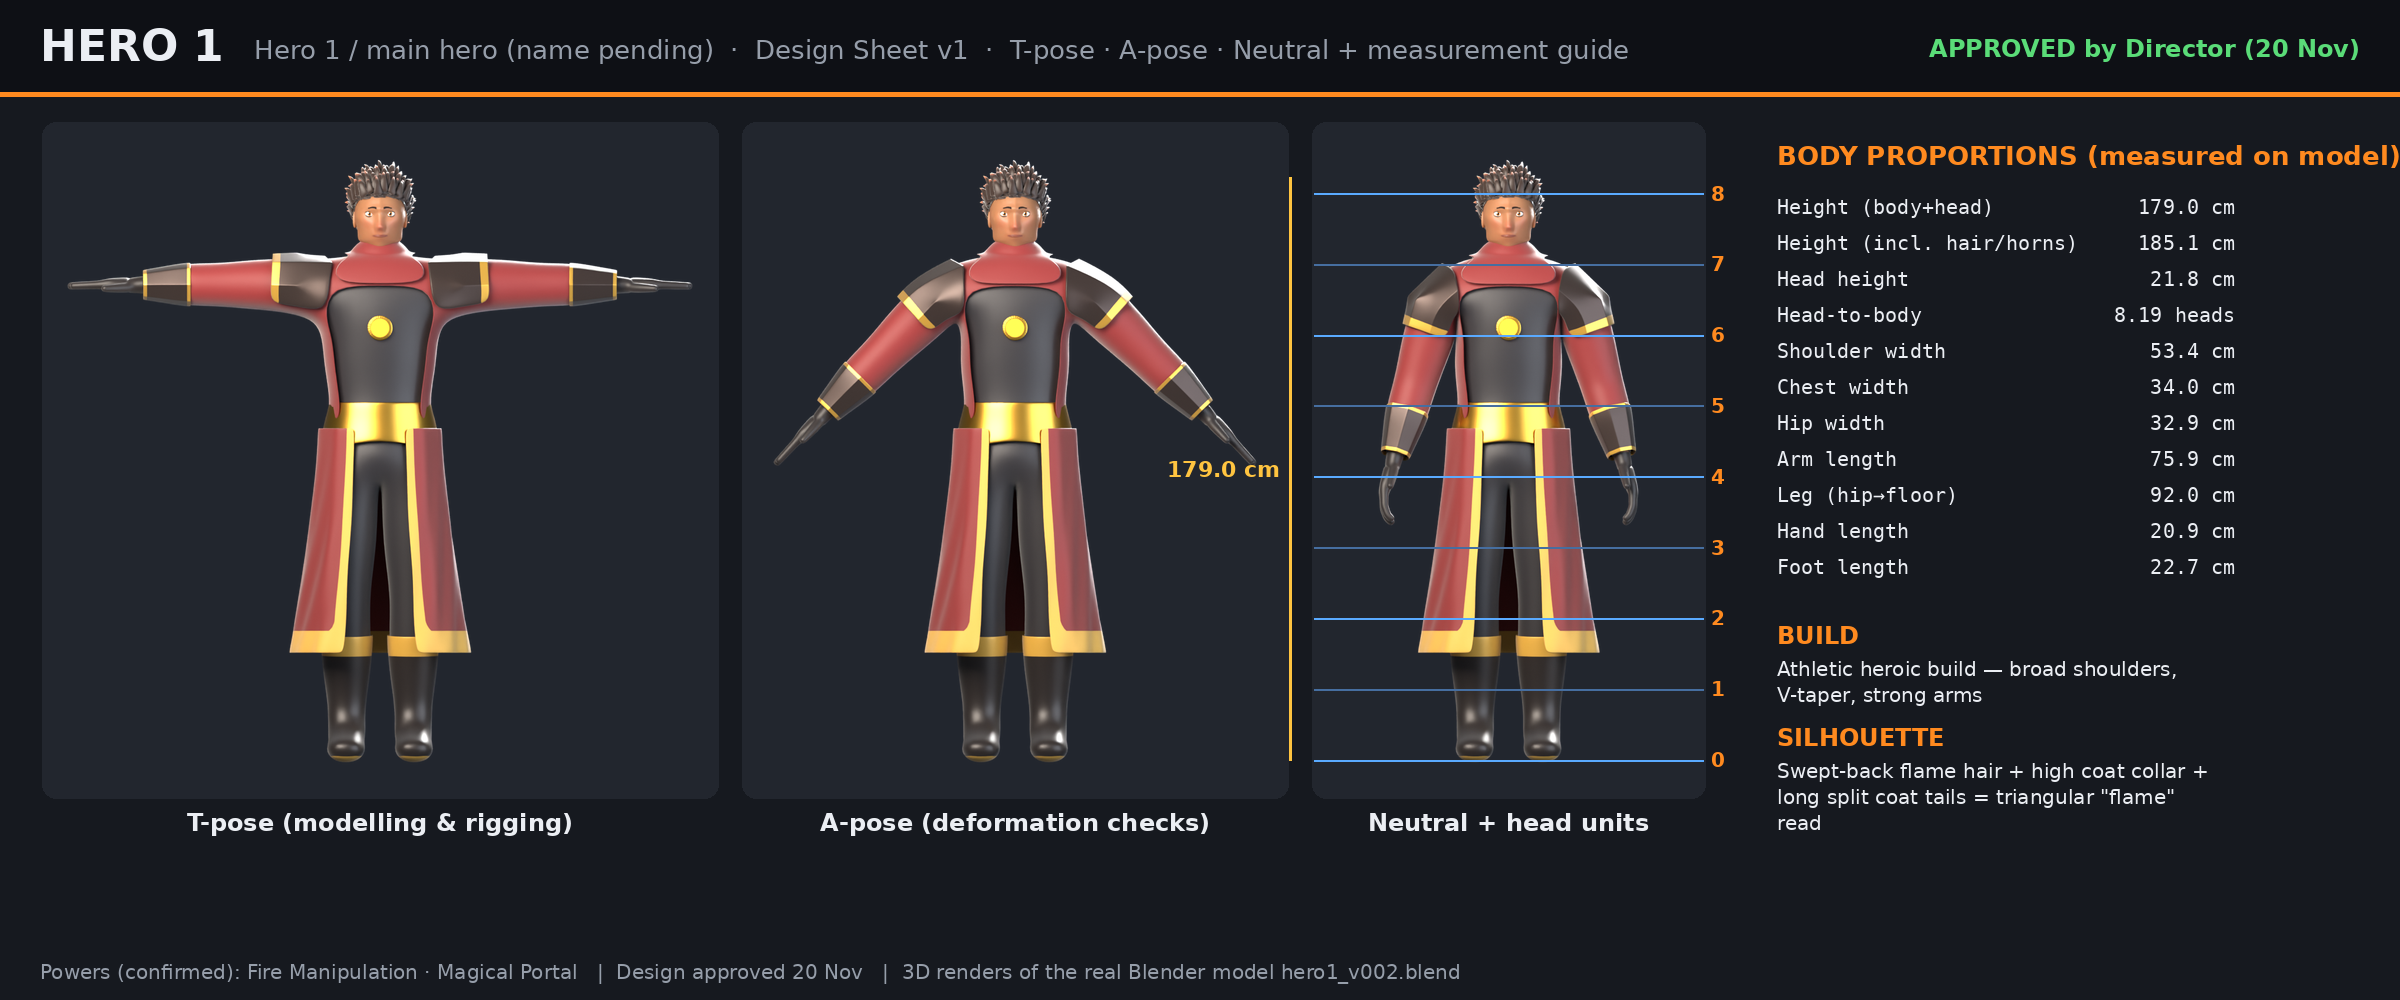 HERO 1 Hero 1 / main hero (name pending) · Design Sheet v1 · T-pose · A-pose · Neutral + measurement guide APPROVED by Director (20 Nov)
179.0 cm
8
7
6
5
4
3
2
1
0
T-pose (modelling & rigging)
A-pose (deformation checks)
Neutral + head units
BODY PROPORTIONS (measured on model)
Height (body+head) 179.0 cm
Height (incl. hair/horns) 185.1 cm
Head height 21.8 cm
Head-to-body 8.19 heads
Shoulder width 53.4 cm
Chest width 34.0 cm
Hip width 32.9 cm
Arm length 75.9 cm
Leg (hip→floor) 92.0 cm
Hand length 20.9 cm
Foot length 22.7 cm
BUILD
Athletic heroic build — broad shoulders,
V-taper, strong arms
SILHOUETTE
Swept-back flame hair + high coat collar +
long split coat tails = triangular "flame"
read
Powers (confirmed): Fire Manipulation · Magical Portal | Design approved 20 Nov | 3D renders of the real Blender model hero1_v002.blend